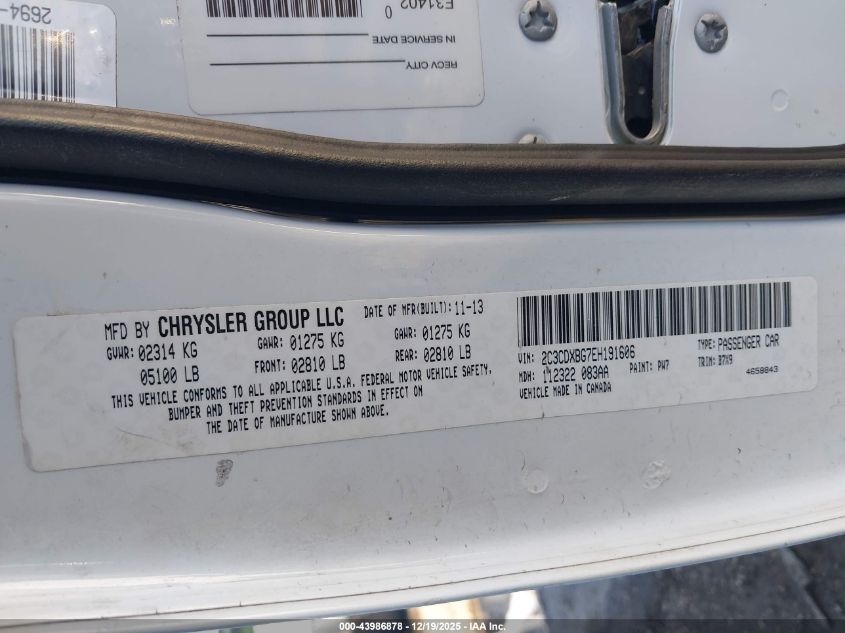 2694-
E31402 0
IN SERVICE DATE
RECV CITY
MFD BY CHRYSLER GROUP LLC
DATE OF MFR(BUILT): 11-13
GVWR: 02314 KG
GAWR: 01275 KG
GAWR: 01275 KG
05100 LB
FRONT: 02810 LB
REAR: 02810 LB
THIS VEHICLE CONFORMS TO ALL APPLICABLE U.S.A. FEDERAL MOTOR VEHICLE SAFETY,
BUMPER AND THEFT PREVENTION STANDARDS IN EFFECT ON
THE DATE OF MANUFACTURE SHOWN ABOVE.
VIN: 2C3CDXBG7EH191606
TYPE: PASSENGER CAR
MDH: 112322 083AA
PAINT: PW7
TRIM: B7X9
VEHICLE MADE IN CANADA
4658843
000-43986878 • 12/19/2025 • IAA Inc.